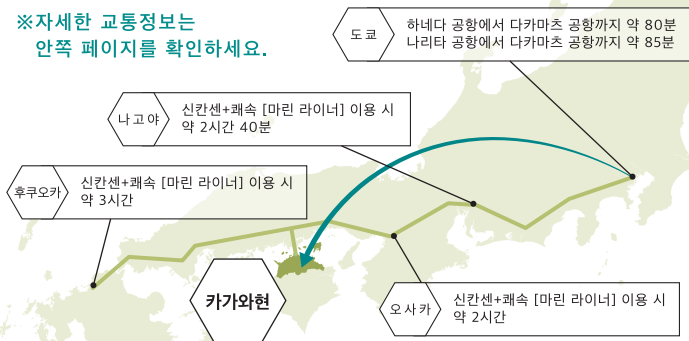 ※자세한 교통정보는
안쪽 페이지를 확인하세요.
도쿄
하네다 공항에서 다카마츠 공항까지 약 80분
나리타 공항에서 다카마츠 공항까지 약 85분
나고야
신칸센+쾌속 [마린 라이너] 이용 시
약 2시간 40분
후쿠오카
신칸센+쾌속 [마린 라이너] 이용 시
약 3시간
카가와현
오사카
신칸센+쾌속 [마린 라이너] 이용 시
약 2시간